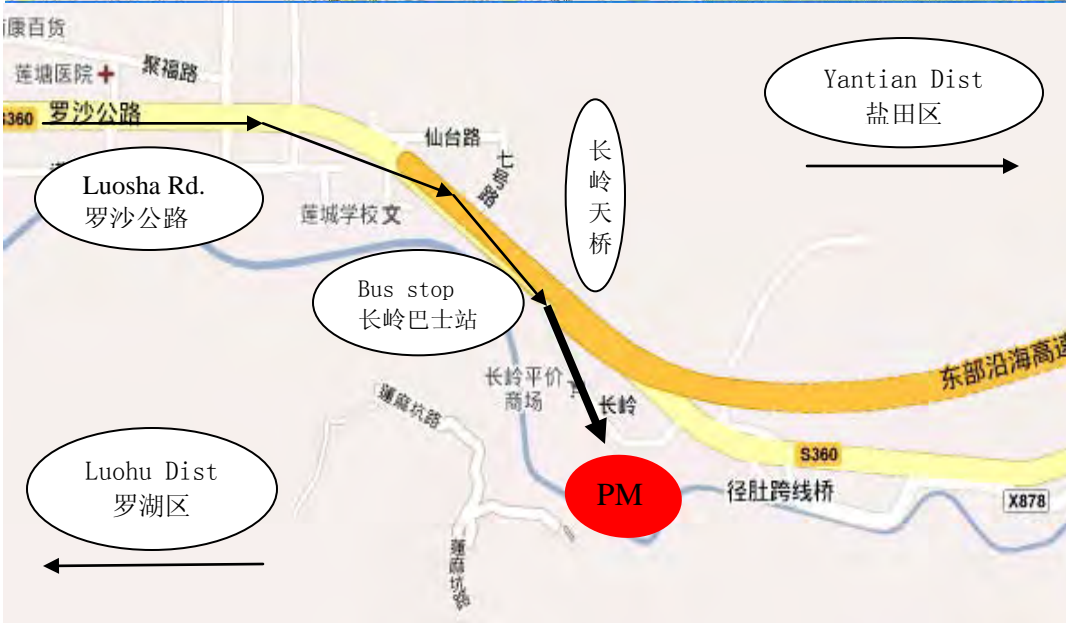 康百货
莲塘医院
聚福路
S360
罗沙公路
Luosha Rd.
罗沙公路
仙台路
七号路
莲城学校 文
长岭天桥
Yantian Dist
盐田区
Bus stop
长岭巴士站
长岭平价
商场
长岭
東部沿海高速
莲麻坑路
Luohu Dist
罗湖区
PM
S360
径肚跨线桥
X878
莲麻坑路